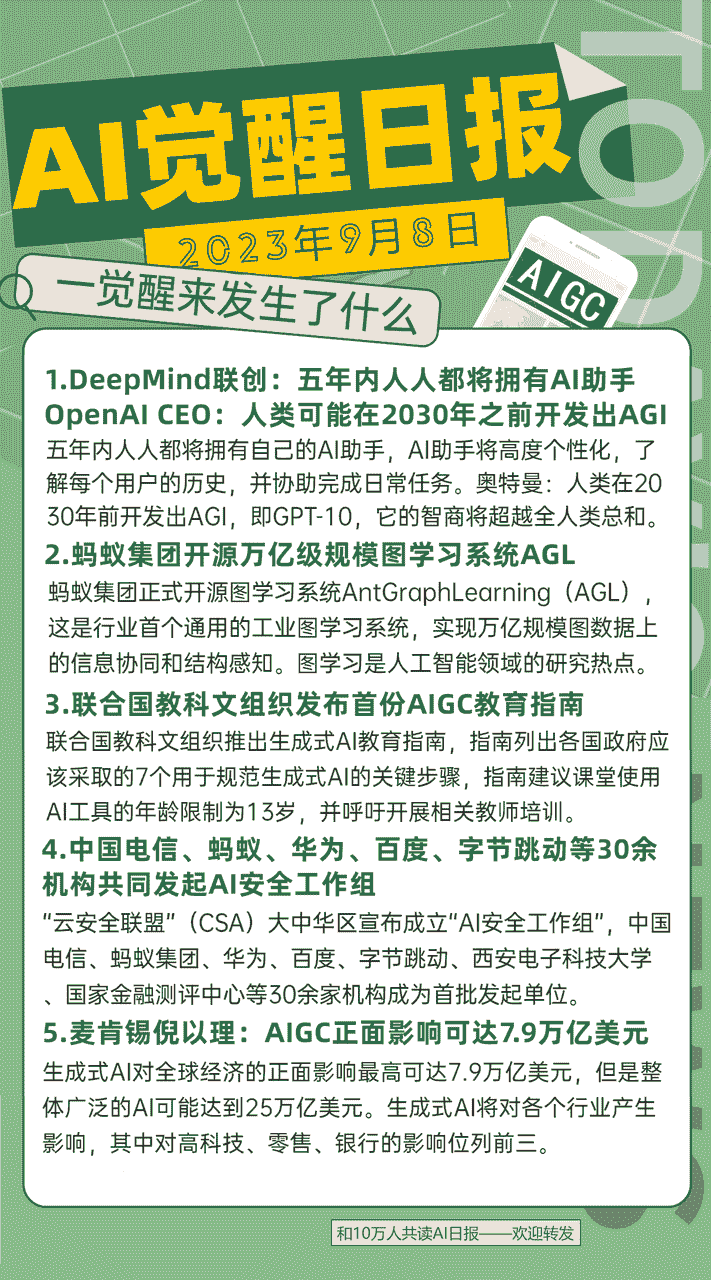 AI觉醒日报
2023年9月8日
一觉醒来发生了什么
AIGC
1.DeepMind联创：五年内人人都将拥有AI助手
OpenAI CEO：人类可能在2030年之前开发出AGI
五年内人人都将拥有自己的AI助手，AI助手将高度个性化，了
解每个用户的历史，并协助完成日常任务。奥特曼：人类在20
30年前开发出AGI，即GPT-10，它的智商将超越全人类总和。
2.蚂蚁集团开源万亿级规模图学习系统AGL
蚂蚁集团正式开源图学习系统AntGraphLearning（AGL），
这是行业首个通用的工业图学习系统，实现万亿规模图数据上
的信息协同和结构感知。图学习是人工智能领域的研究热点。
3.联合国教科文组织发布首份AIGC教育指南
联合国教科文组织推出生成式AI教育指南，指南列出各国政府应
该采取的7个用于规范生成式AI的关键步骤，指南建议课堂使用
AI工具的年龄限制为13岁，并呼吁开展相关教师培训。
4.中国电信、蚂蚁、华为、百度、字节跳动等30余
机构共同发起AI安全工作组
“云安全联盟”（CSA）大中华区宣布成立“AI安全工作组”，中国
电信、蚂蚁集团、华为、百度、字节跳动、西安电子科技大学
、国家金融测评中心等30余家机构成为首批发起单位。
5.麦肯锡倪以理：AIGC正面影响可达7.9万亿美元
生成式AI对全球经济的正面影响最高可达7.9万亿美元，但是整
体广泛的AI可能达到25万亿美元。生成式AI将对各个行业产生
影响，其中对高科技、零售、银行的影响位列前三。
和10万人共读AI日报——欢迎转发